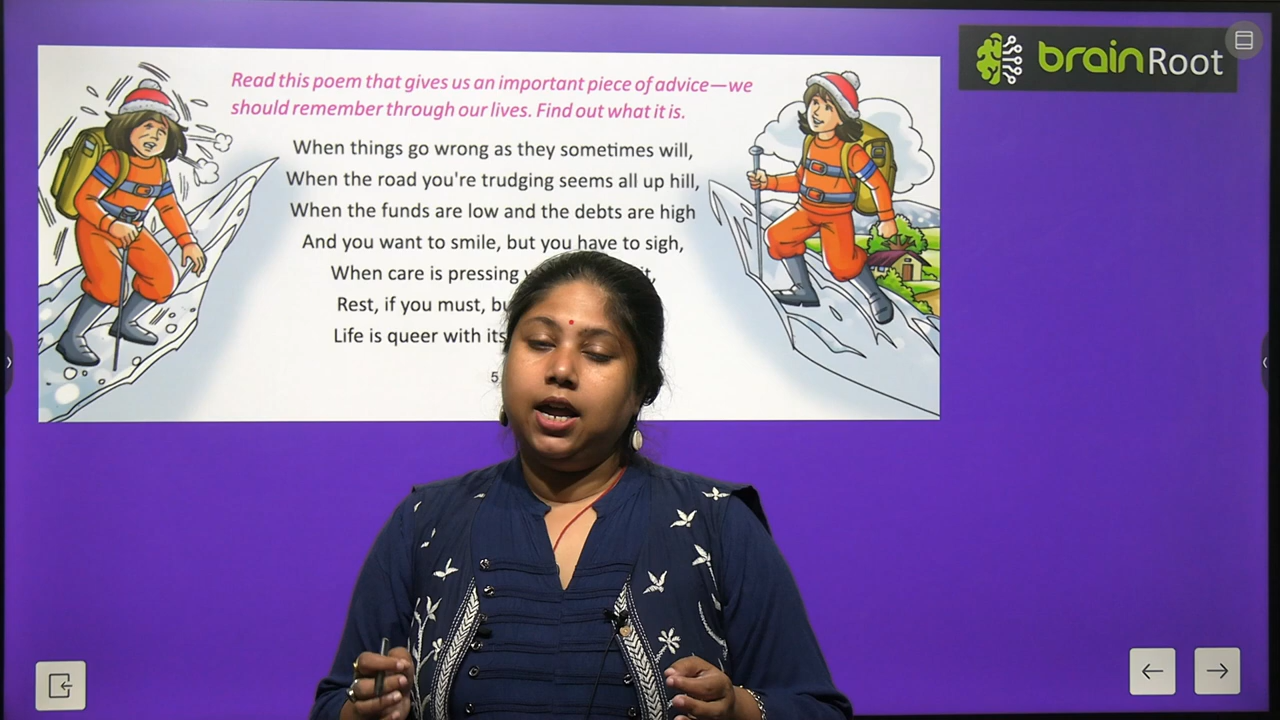 Read this poem that gives us an important piece of advice—we
should remember through our lives. Find out what it is.
When things go wrong as they sometimes will,
When the road you're trudging seems all up hill,
When the funds are low and the debts are high
And you want to smile, but you have to sigh,
When care is pressing
Rest, if you must,
Life is queer with its
5
brainRoot